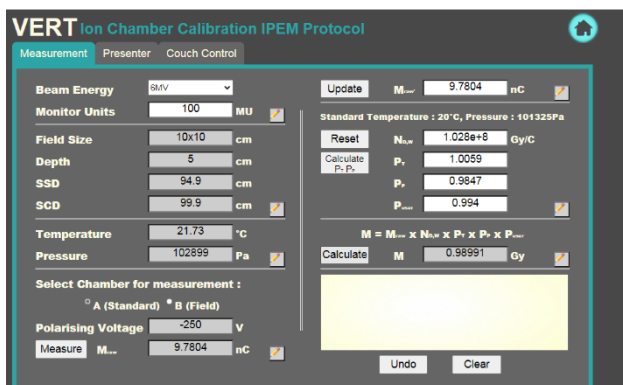 VERT Ion Chamber Calibration IPEM Protocol
Measurement Presenter Couch Control
Beam Energy 6MV
Monitor Units 100 MU
Field Size 10x10 cm
Depth 5 cm
SSD 94.9 cm
SCD 99.9 cm
Temperature 21.73 °C
Pressure 102899 Pa
Select Chamber for measurement :
A (Standard) B (Field)
Polarising Voltage -250 V
Measure M 9.7804 nC
Update M 9.7804 nC
Standard Temperature : 20°C, Pressure : 101325Pa
Reset N 1.028e+8 Gy/C
Calculate
P 1.0059
P 0.9847
P 0.994
M = M x N x P x P x P
Calculate M 0.98991 Gy
Undo Clear